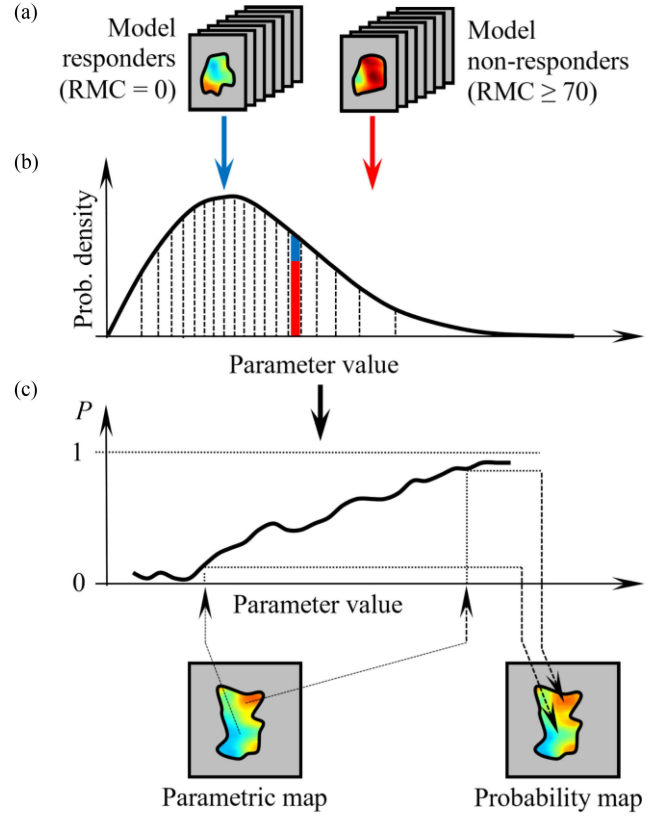 (a)
Model
responders
(RMC = 0)
Model
non-responders
(RMC ≥ 70)
(b)
Prob. density
Parameter value
(c)
P
1
0
Parameter value
Parametric map
Probability map